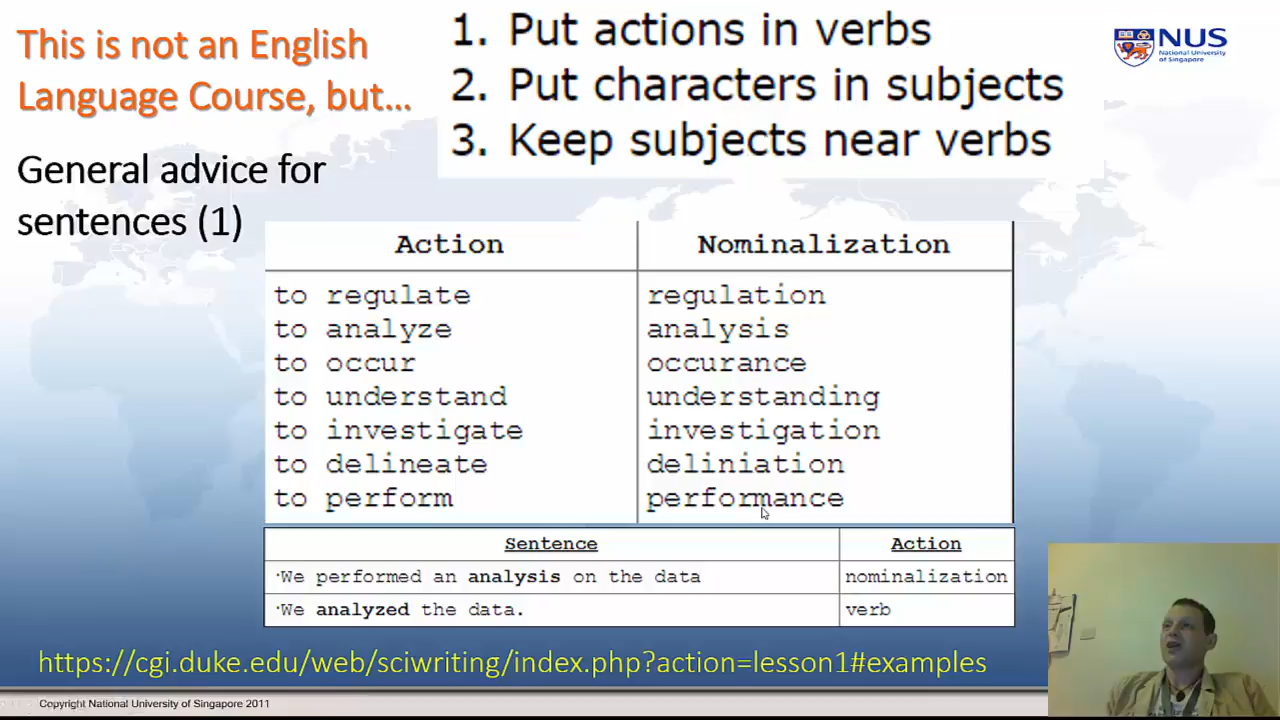 This is not an English
Language Course, but...
General advice for
sentences (1)
1. Put actions in verbs
2. Put characters in subjects
3. Keep subjects near verbs
NUS
National University
of Singapore
Action Nominalization
to regulate regulation
to analyze analysis
to occur occurance
to understand understanding
to investigate investigation
to delineate deliniation
to perform performance
Sentence Action
·We performed an analysis on the data nominalization
·We analyzed the data. verb
https://cgi.duke.edu/web/sciwriting/index.php?action=lesson1#examples
Copyright National University of Singapore 2011